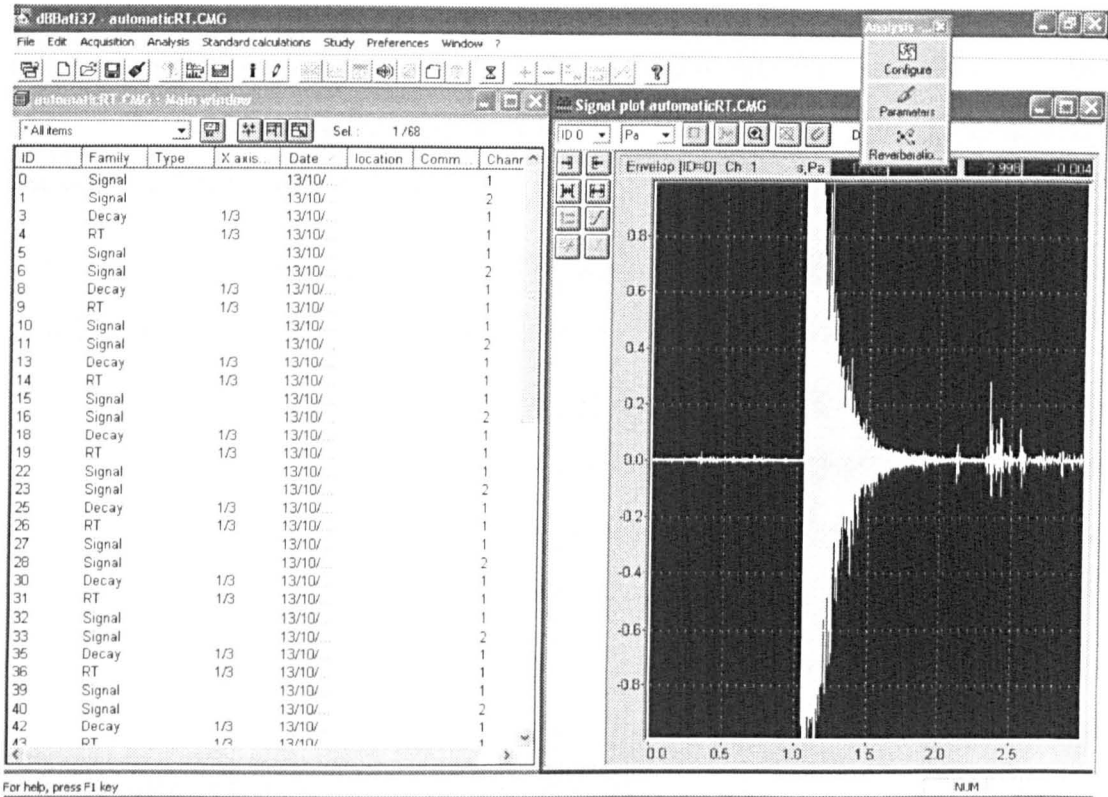 dBBati32 - automaticRT.CMG
File Edit Acquisition Analysis Standard calculations Study Preferences Window ?
automaticRT.CMG : Main window
* All items Sel : 1 /68
ID Family Type X axis... Date location Comm... Chann
0 Signal 13/10/... 1
1 Signal 13/10/... 2
3 Decay 1/3 13/10/... 1
4 RT 1/3 13/10/... 1
5 Signal 13/10/ 1
6 Signal 13/10/... 2
8 Decay 1/3 13/10/... 1
9 RT 1/3 13/10/... 1
10 Signal 13/10/... 1
11 Signal 13/10/... 2
13 Decay 1/3 13/10/... 1
14 RT 1/3 13/10/... 1
15 Signal 13/10/... 1
16 Signal 13/10/... 2
18 Decay 1/3 13/10/... 1
19 RT 1/3 13/10/... 1
22 Signal 13/10/... 1
23 Signal 13/10/... 2
25 Decay 1/3 13/10/... 1
26 RT 1/3 13/10/... 1
27 Signal 13/10/ 1
28 Signal 13/10/... 2
30 Decay 1/3 13/10/... 1
31 RT 1/3 13/10/ 1
32 Signal 13/10/ 1
33 Signal 13/10/... 2
35 Decay 1/3 13/10/... 1
36 RT 1/3 13/10/ 1
39 Signal 13/10/ 1
40 Signal 13/10/... 2
42 Decay 1/3 13/10/... 1
43 RT 1/3 13/10/ 1
Analysis ...
Configure
Parameters
Reverberatio...
Signal plot automaticRT.CMG
ID 0 Pa D
Envelop [ID=0] Ch. 1 s,Pa 2.998 -0.004
0.8
0.6
0.4
0.2
0.0
-0.2
-0.4
-0.6
-0.8
0.0 0.5 1.0 1.5 2.0 2.5
For help, press F1 key NUM